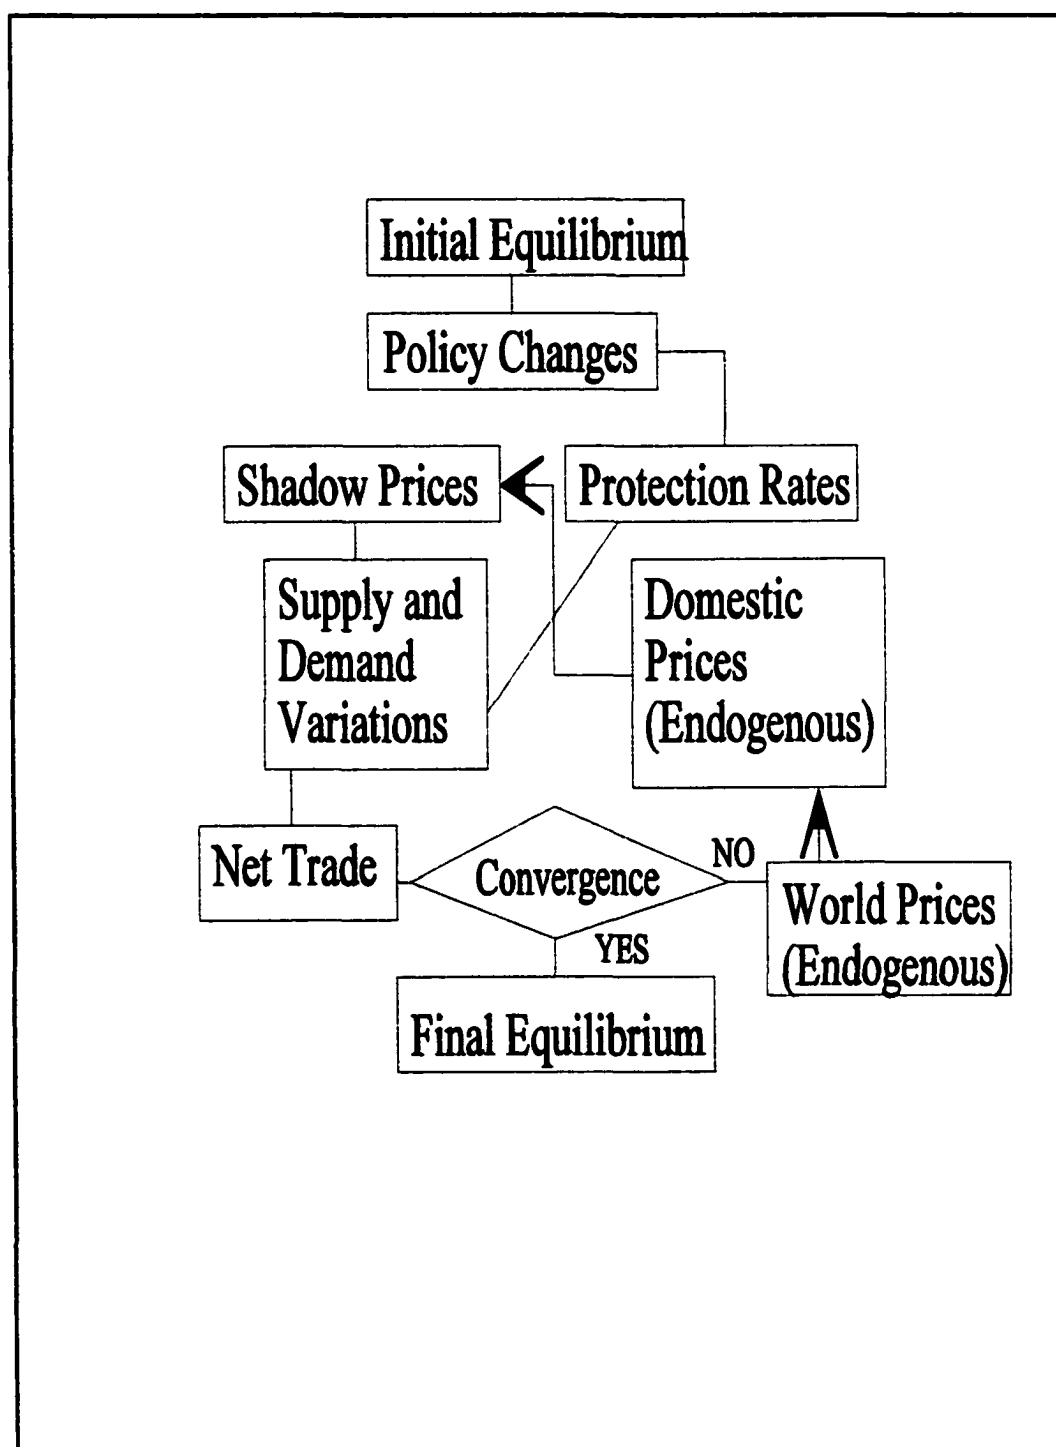 Initial Equilibrium
Policy Changes
Shadow Prices
Protection Rates
Supply and
Demand
Variations
Domestic
Prices
(Endogenous)
Net Trade
Convergence
NO
World Prices
(Endogenous)
YES
Final Equilibrium